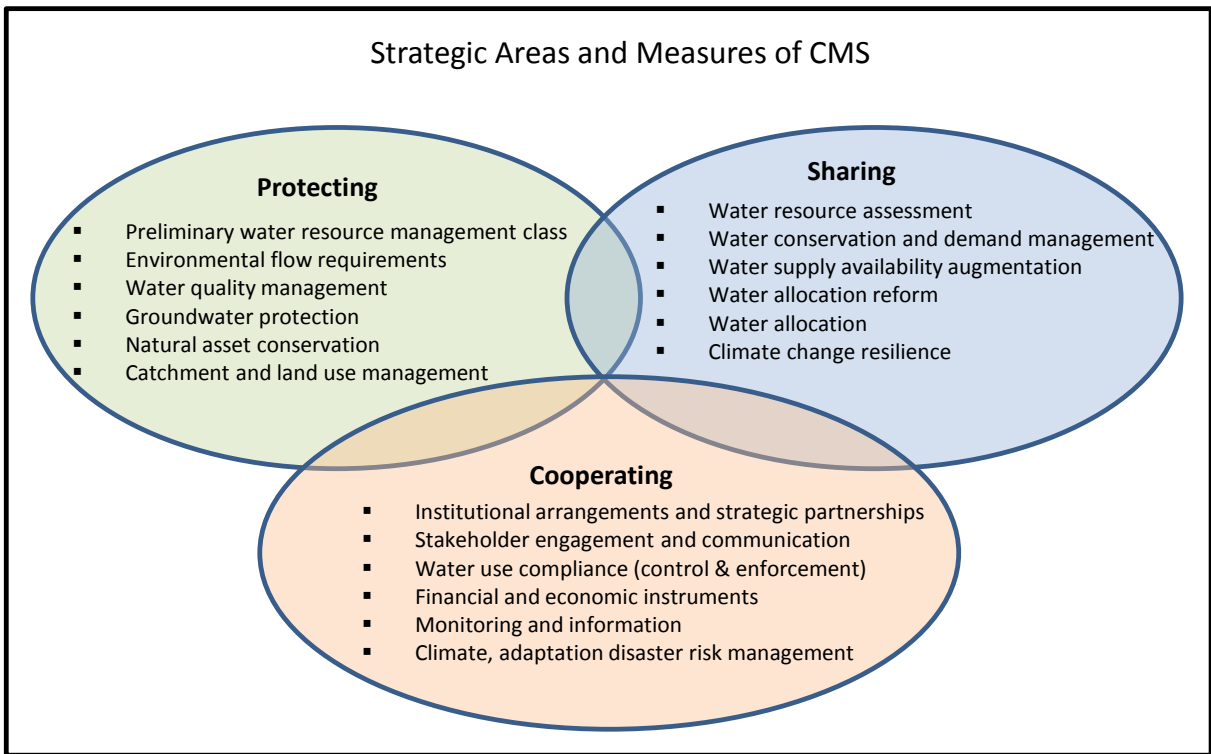 Strategic Areas and Measures of CMS
Protecting
▪ Preliminary water resource management class
▪ Environmental flow requirements
▪ Water quality management
▪ Groundwater protection
▪ Natural asset conservation
▪ Catchment and land use management
Sharing
▪ Water resource assessment
▪ Water conservation and demand management
▪ Water supply availability augmentation
▪ Water allocation reform
▪ Water allocation
▪ Climate change resilience
Cooperating
▪ Institutional arrangements and strategic partnerships
▪ Stakeholder engagement and communication
▪ Water use compliance (control & enforcement)
▪ Financial and economic instruments
▪ Monitoring and information
▪ Climate, adaptation disaster risk management